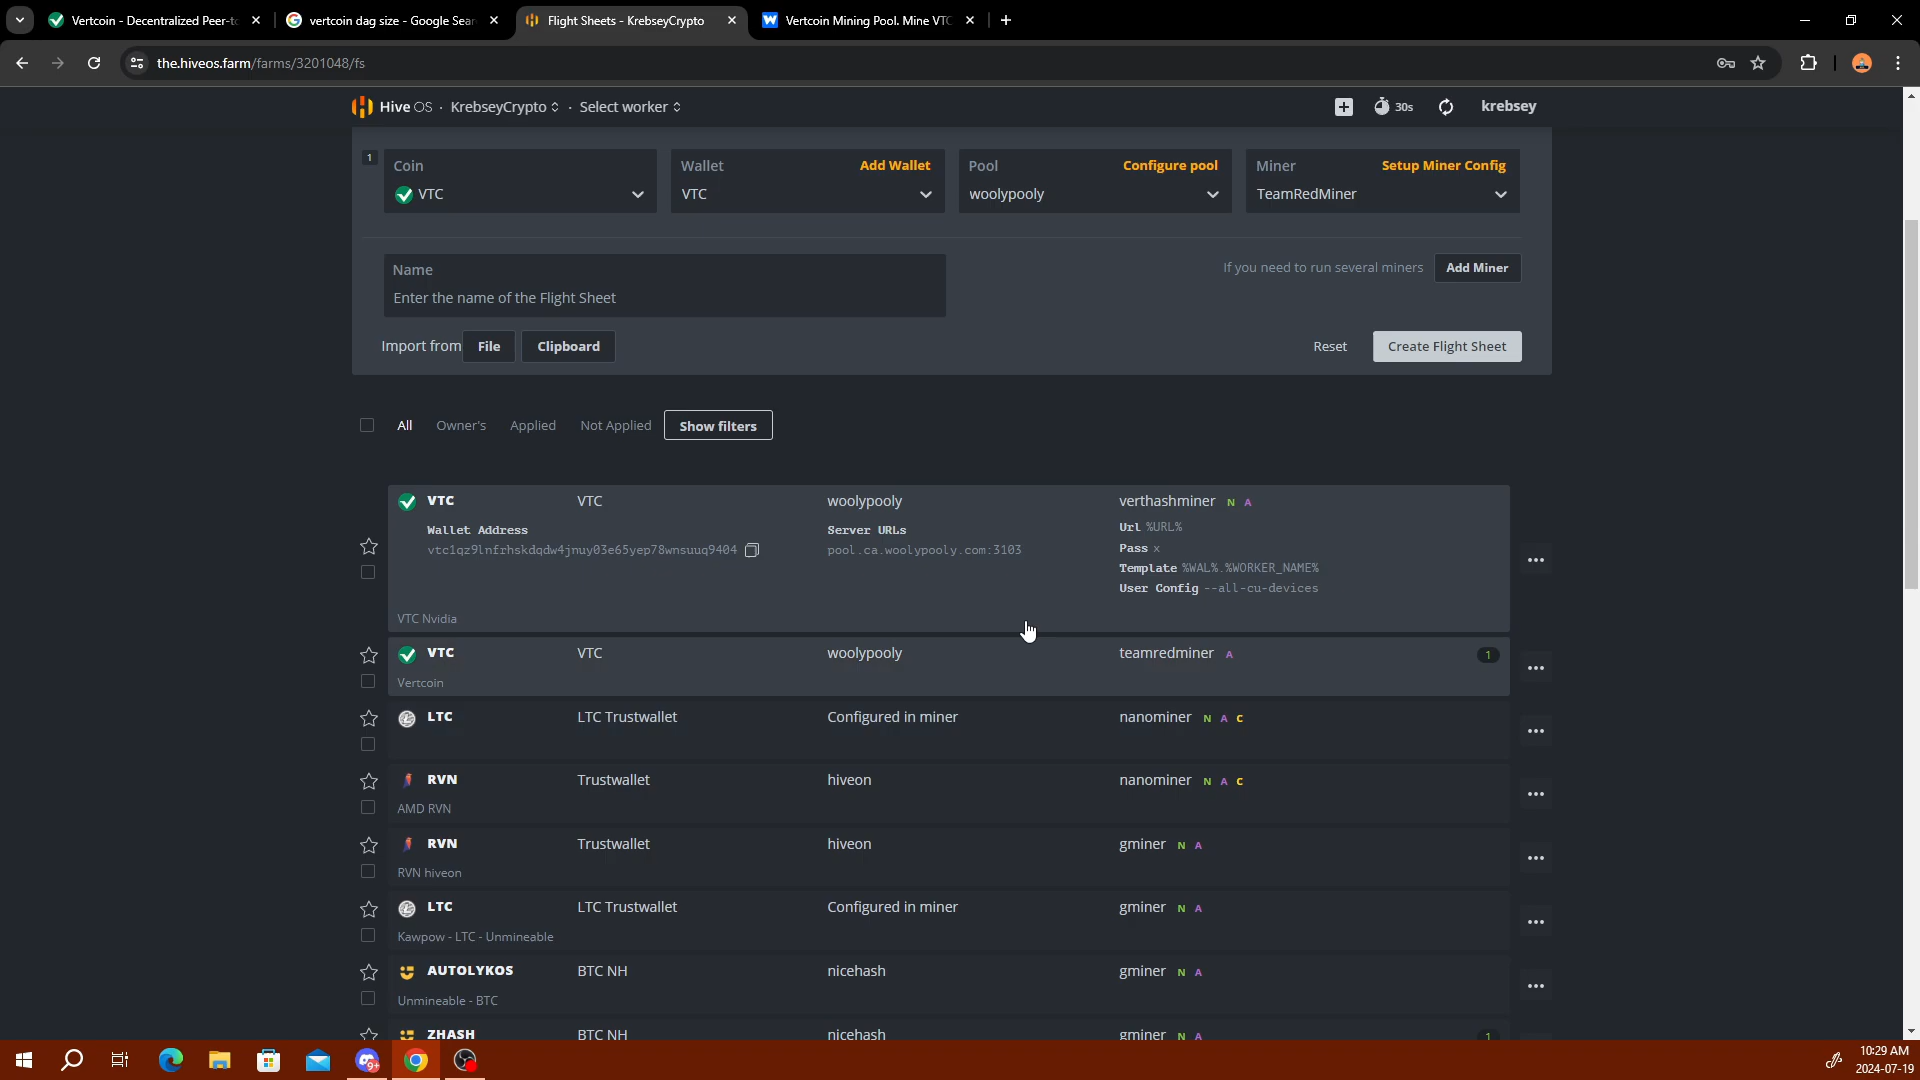 Vertcoin - Decentralized Peer-to
vertcoin dag size - Google Sear
Flight Sheets - KrebseyCrypto
Vertcoin Mining Pool. Mine VTC
the.hiveos.farm/farms/3201048/fs
Hive OS · KrebseyCrypto · Select worker
30s
krebsey
1
Coin
VTC
Wallet
Add Wallet
VTC
Pool
Configure pool
woolypooly
Miner
Setup Miner Config
TeamRedMiner
Name
Enter the name of the Flight Sheet
If you need to run several miners
Add Miner
Import from
File
Clipboard
Reset
Create Flight Sheet
All
Owner's
Applied
Not Applied
Show filters
VTC VTC woolypooly verthashminer N A
Wallet Address
vtc1qz9lnfrhskdqdw4jnuy03e65yep78wnsuuq9404
Server URLs
pool.ca.woolypooly.com:3103
Url %URL%
Pass x
Template %WAL%.%WORKER_NAME%
User Config --all-cu-devices
VTC Nvidia
VTC VTC woolypooly teamredminer A 1
Vertcoin
LTC LTC Trustwallet Configured in miner nanominer N A C
RVN Trustwallet hiveon nanominer N A C
AMD RVN
RVN Trustwallet hiveon gminer N A
RVN hiveon
LTC LTC Trustwallet Configured in miner gminer N A
Kawpow - LTC - Unmineable
AUTOLYKOS BTC NH nicehash gminer N A
Unmineable - BTC
ZHASH BTC NH nicehash gminer N A 1
9+
10:29 AM
2024-07-19